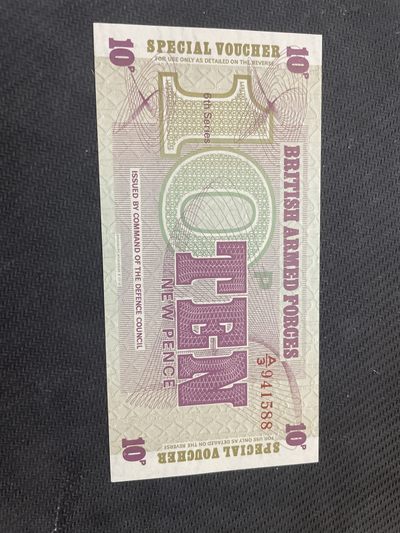 10P
SPECIAL VOUCHER
FOR USE ONLY AS DETAILED ON THE REVERSE
10P
BRITISH ARMED FORCES
6th Series
10P
TEN
NEW PENCE
A/3 941588
ISSUED BY COMMAND OF THE DEFENCE COUNCIL
10P
SPECIAL VOUCHER
FOR USE ONLY AS DETAILED ON THE REVERSE
10P